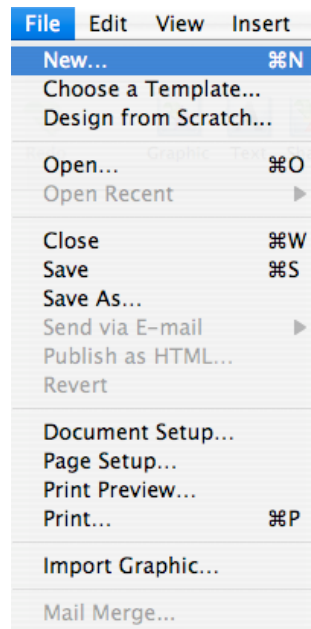 File Edit View Insert
New... ⌘N
Choose a Template...
Design from Scratch...
Open... ⌘O
Open Recent
Close ⌘W
Save ⌘S
Save As...
Send via E-mail
Publish as HTML...
Revert
Document Setup...
Page Setup...
Print Preview...
Print... ⌘P
Import Graphic...
Mail Merge...